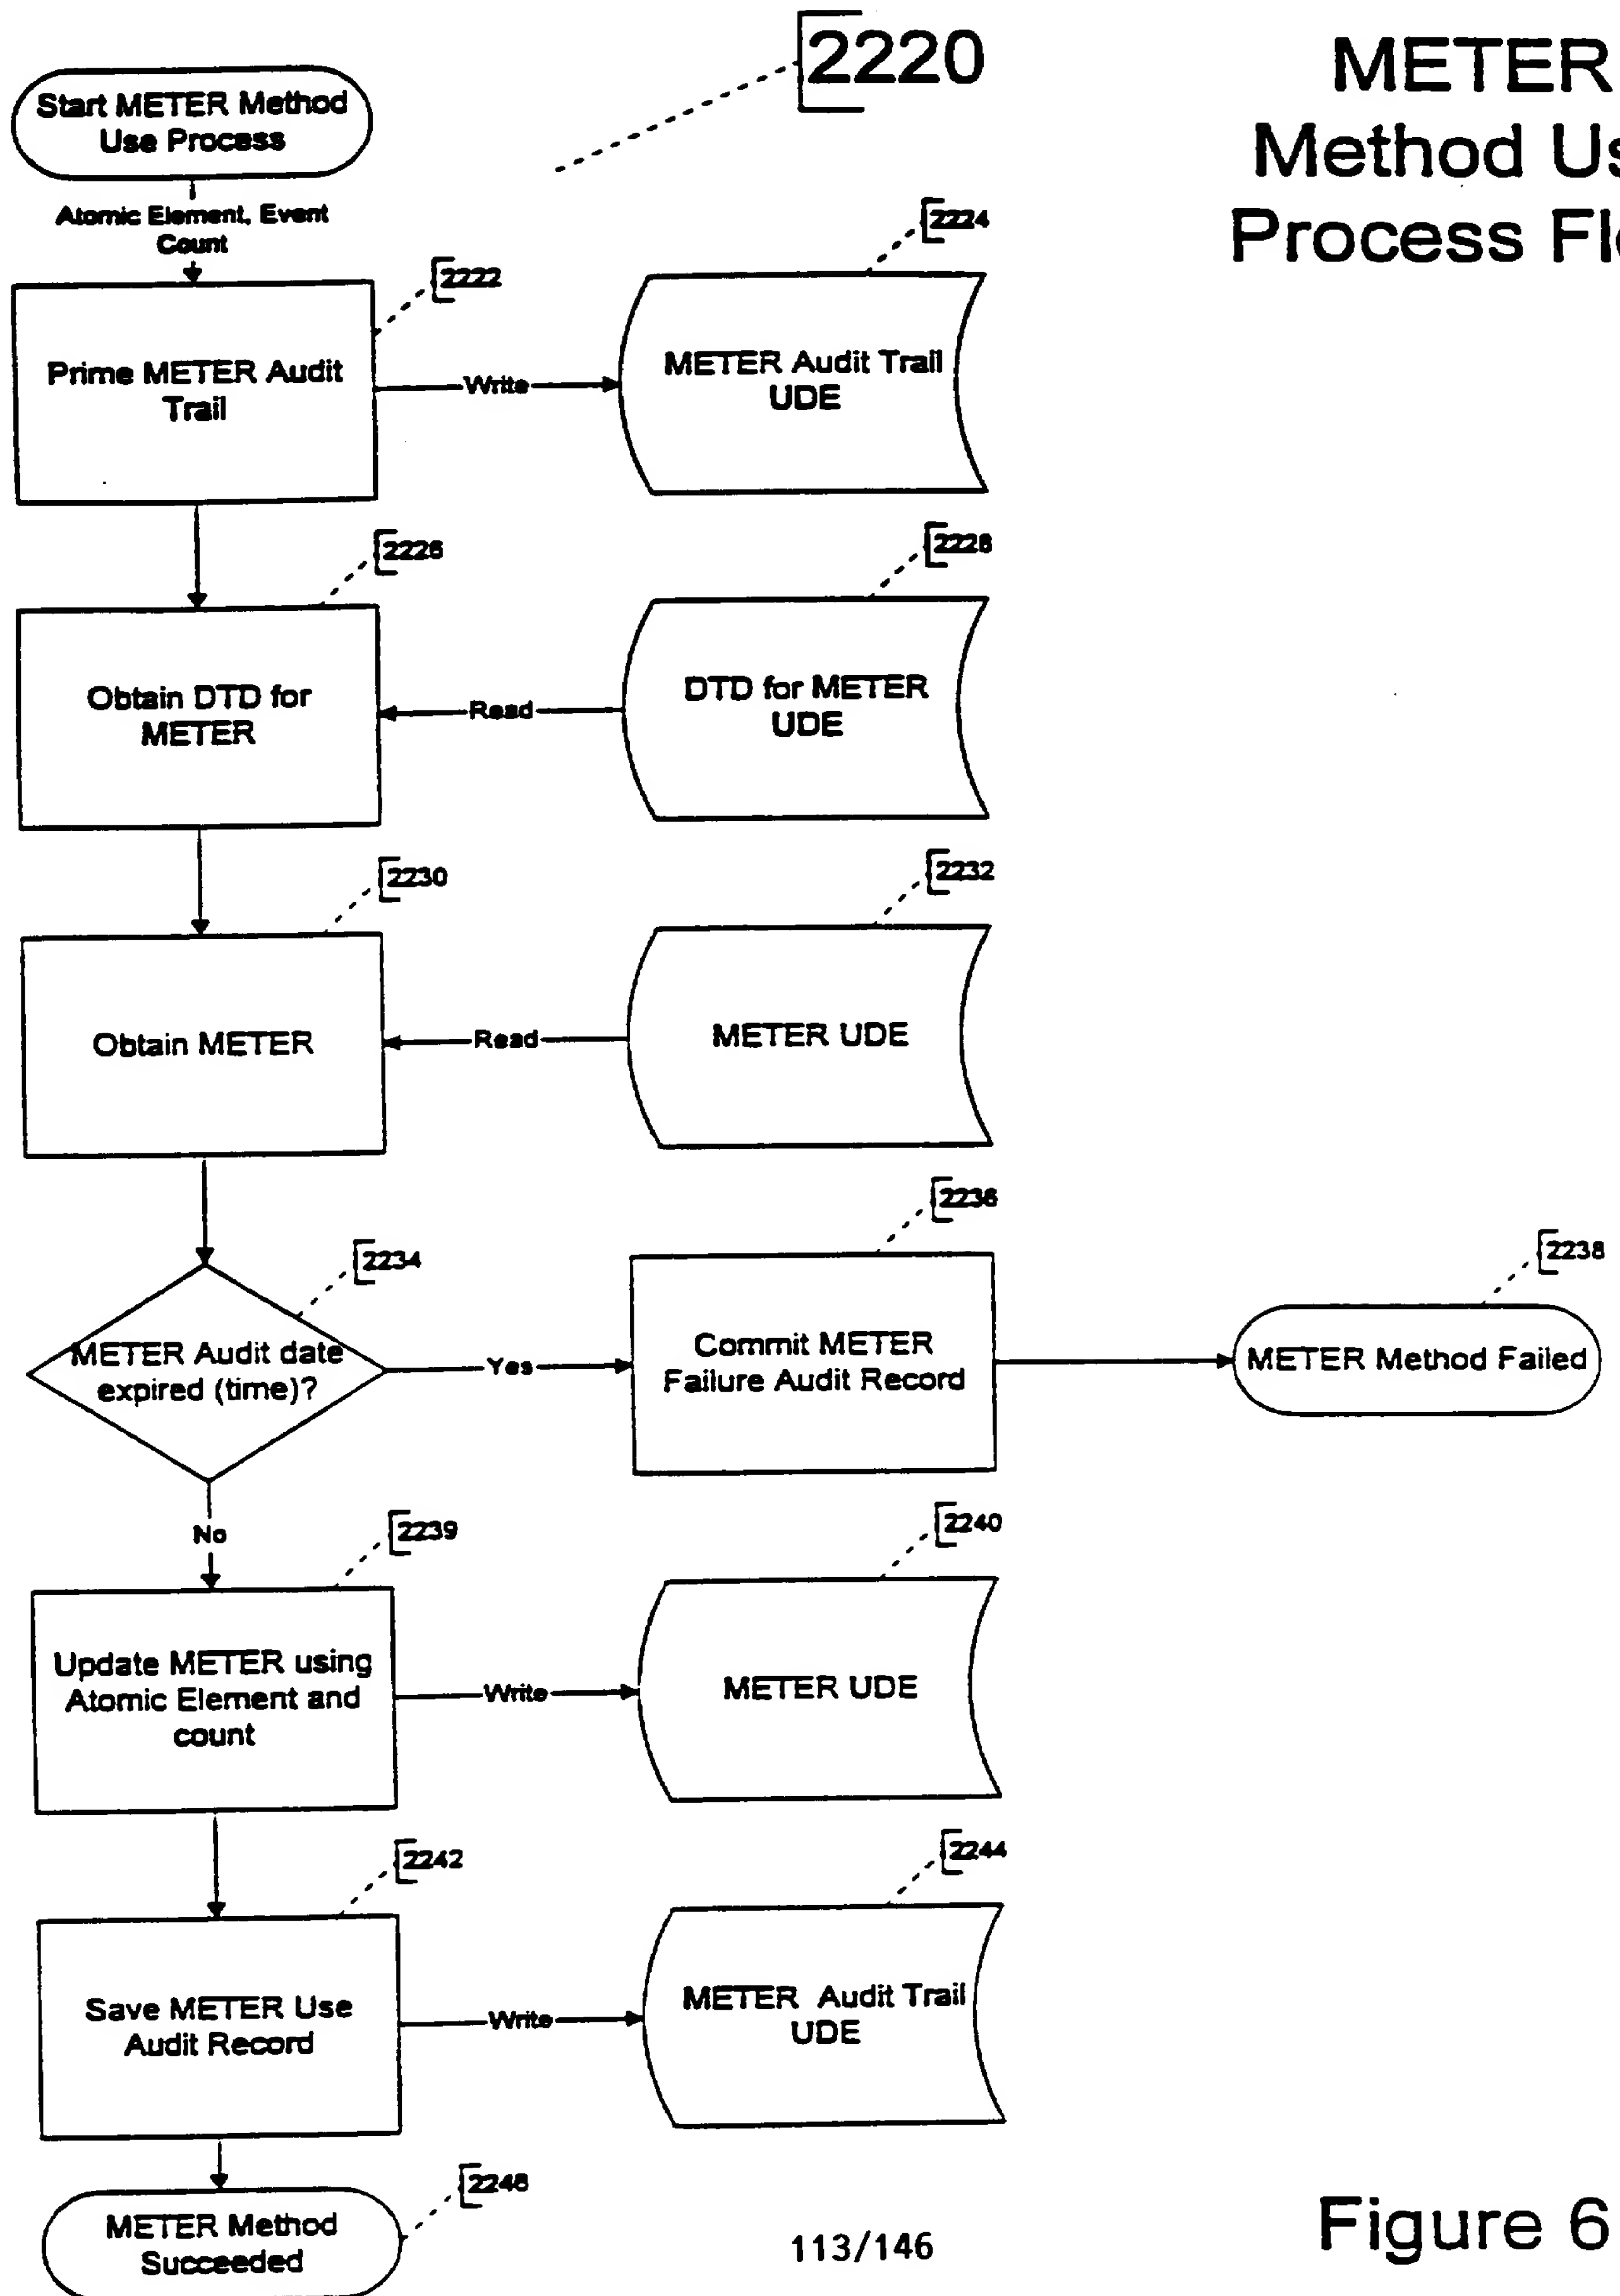 2220
METER
Method Us
Process Flo
Start METER Method
Use Process
Atomic Element, Event
Count
2222
2224
Prime METER Audit
Trail
Write
METER Audit Trail
UDE
2226
2228
Obtain DTD for
METER
Read
DTD for METER
UDE
2230
2232
Obtain METER
Read
METER UDE
2234
2236
2238
METER Audit date
expired (time)?
Yes
Commit METER
Failure Audit Record
METER Method Failed
No
2239
2240
Update METER using
Atomic Element and
count
Write
METER UDE
2242
2244
Save METER Use
Audit Record
Write
METER Audit Trail
UDE
2246
METER Method
Succeeded
113/146
Figure 6